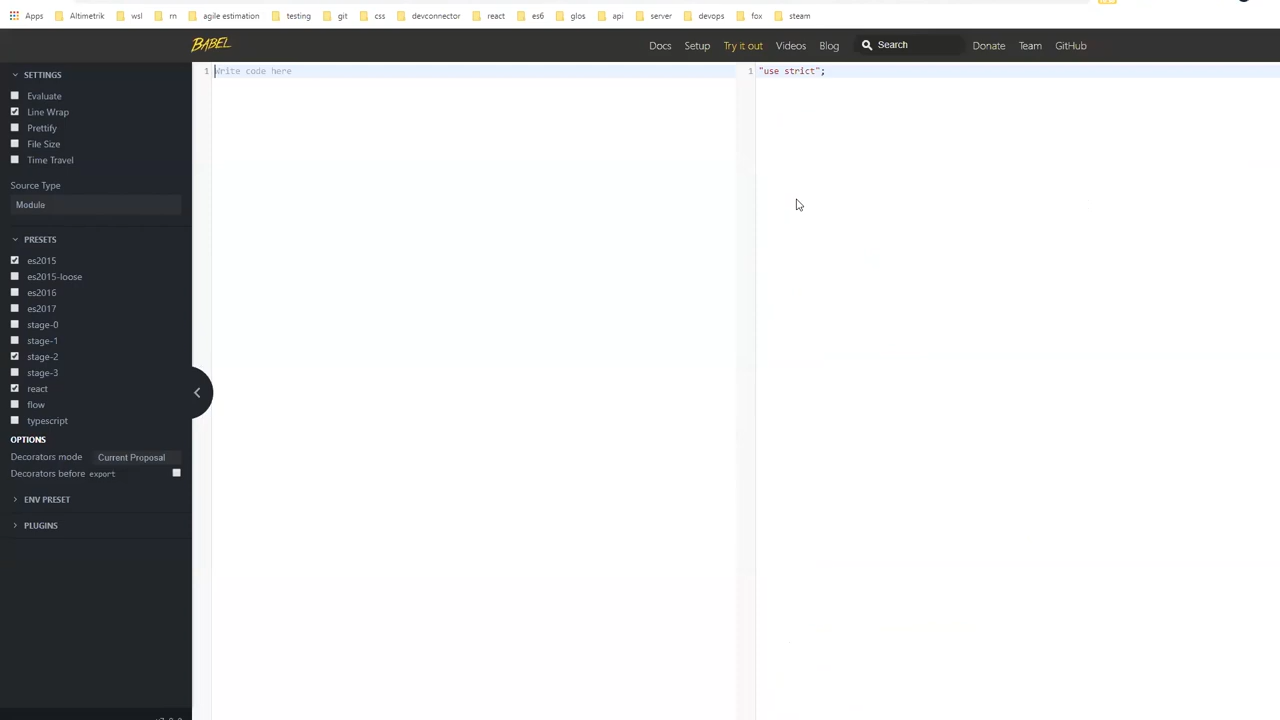 Apps Altimetrik wsl rn agile estimation testing git css devconnector react es6 glos api server devops fox steam
BABEL Docs Setup Try it out Videos Blog Search Donate Team GitHub
SETTINGS
Evaluate
Line Wrap
Prettify
File Size
Time Travel
Source Type
Module
PRESETS
es2015
es2015-loose
es2016
es2017
stage-0
stage-1
stage-2
stage-3
react
flow
typescript
OPTIONS
Decorators mode Current Proposal
Decorators before export
ENV PRESET
PLUGINS
1 Write code here
1 "use strict";